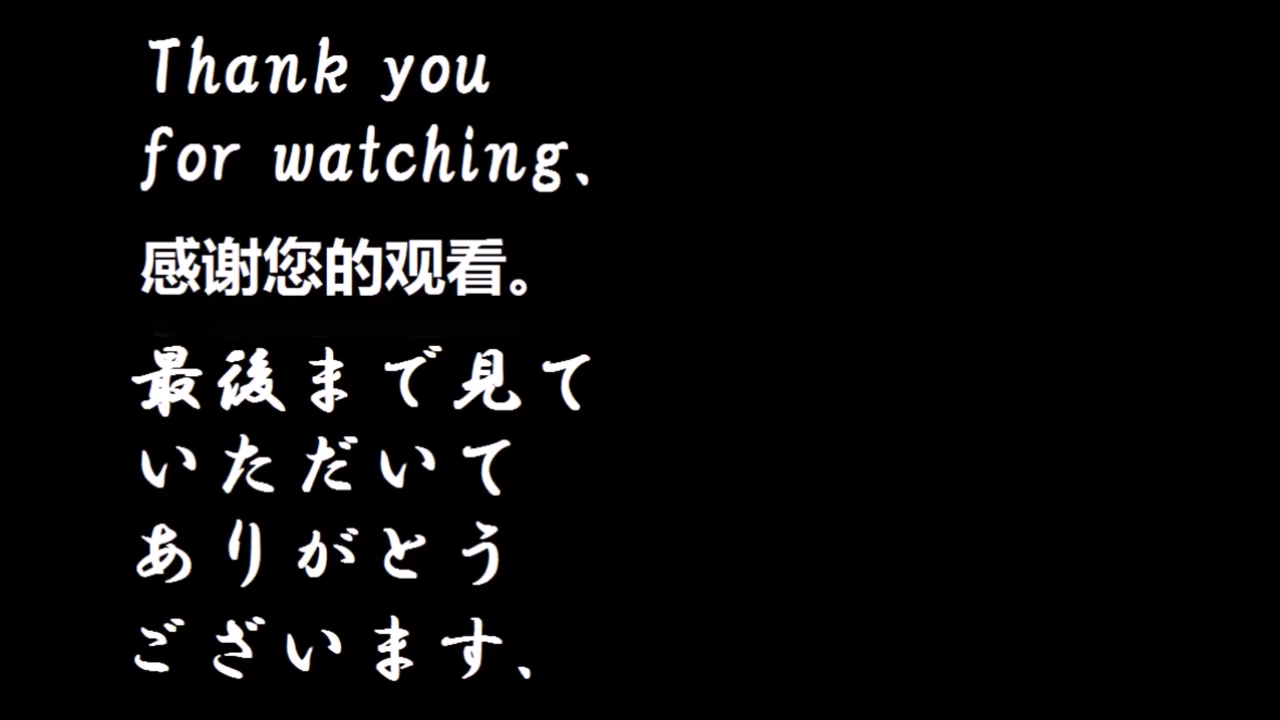 Thank you
for watching、
感谢您的观看。
最後まで見て
いただいて
ありがとう
ございます、